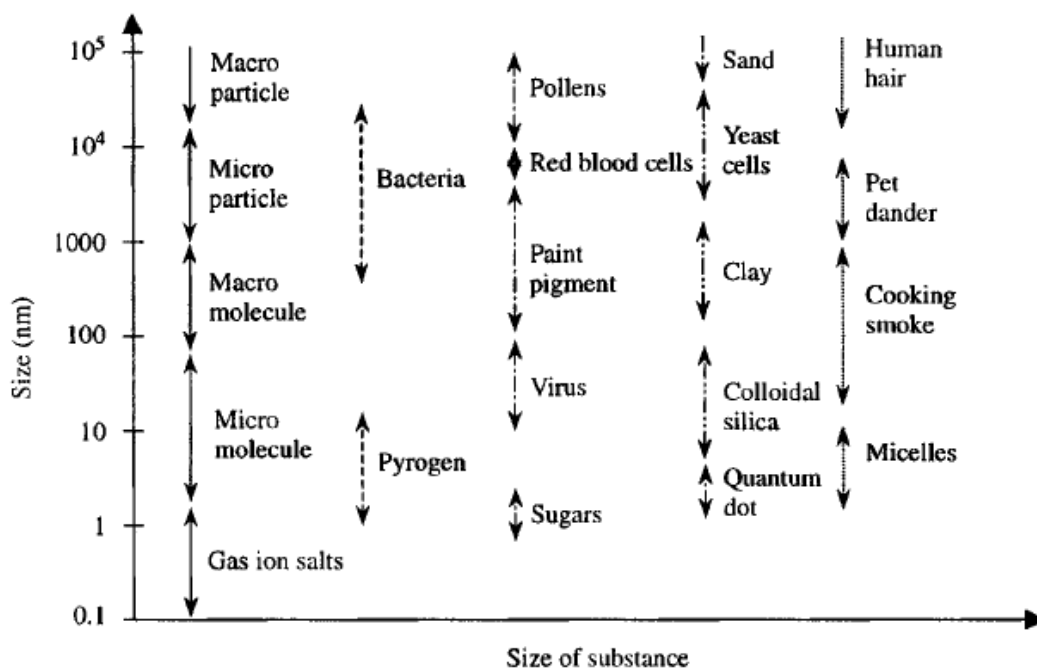 10⁵
10⁴
1000
100
10
1
0.1
Size (nm)
Macro
particle
Micro
particle
Macro
molecule
Micro
molecule
Gas ion salts
Bacteria
Pyrogen
Pollens
Red blood cells
Paint
pigment
Virus
Sugars
Sand
Yeast
cells
Clay
Colloidal
silica
Quantum
dot
Human
hair
Pet
dander
Cooking
smoke
Micelles
Size of substance